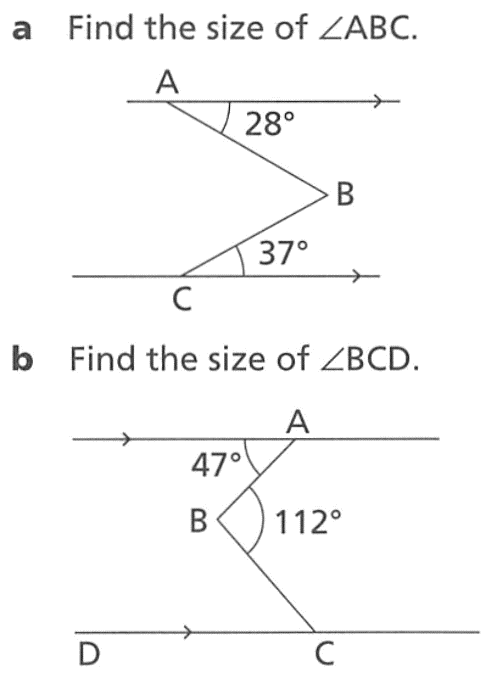 a Find the size of ∠ABC.
A
28°
B
37°
C
b Find the size of ∠BCD.
A
47°
B 112°
D C